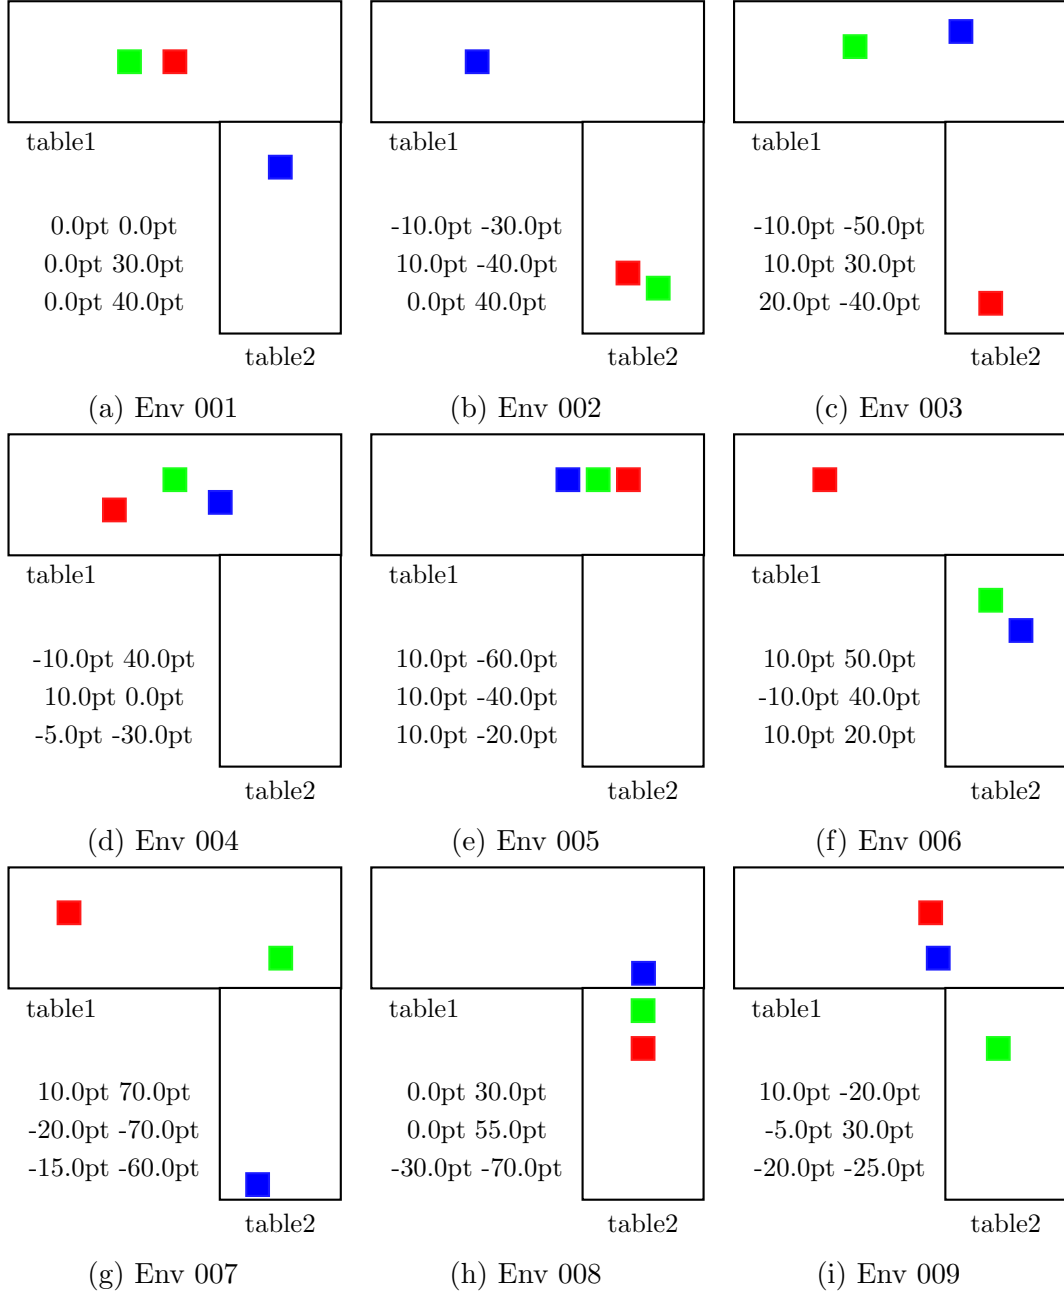 table1
0.0pt 0.0pt
0.0pt 30.0pt
0.0pt 40.0pt
table2
(a) Env 001
table1
-10.0pt -30.0pt
10.0pt -40.0pt
0.0pt 40.0pt
table2
(b) Env 002
table1
-10.0pt -50.0pt
10.0pt 30.0pt
20.0pt -40.0pt
table2
(c) Env 003
table1
-10.0pt 40.0pt
10.0pt 0.0pt
-5.0pt -30.0pt
table2
(d) Env 004
table1
10.0pt -60.0pt
10.0pt -40.0pt
10.0pt -20.0pt
table2
(e) Env 005
table1
10.0pt 50.0pt
-10.0pt 40.0pt
10.0pt 20.0pt
table2
(f) Env 006
table1
10.0pt 70.0pt
-20.0pt -70.0pt
-15.0pt -60.0pt
table2
(g) Env 007
table1
0.0pt 30.0pt
0.0pt 55.0pt
-30.0pt -70.0pt
table2
(h) Env 008
table1
10.0pt -20.0pt
-5.0pt 30.0pt
-20.0pt -25.0pt
table2
(i) Env 009